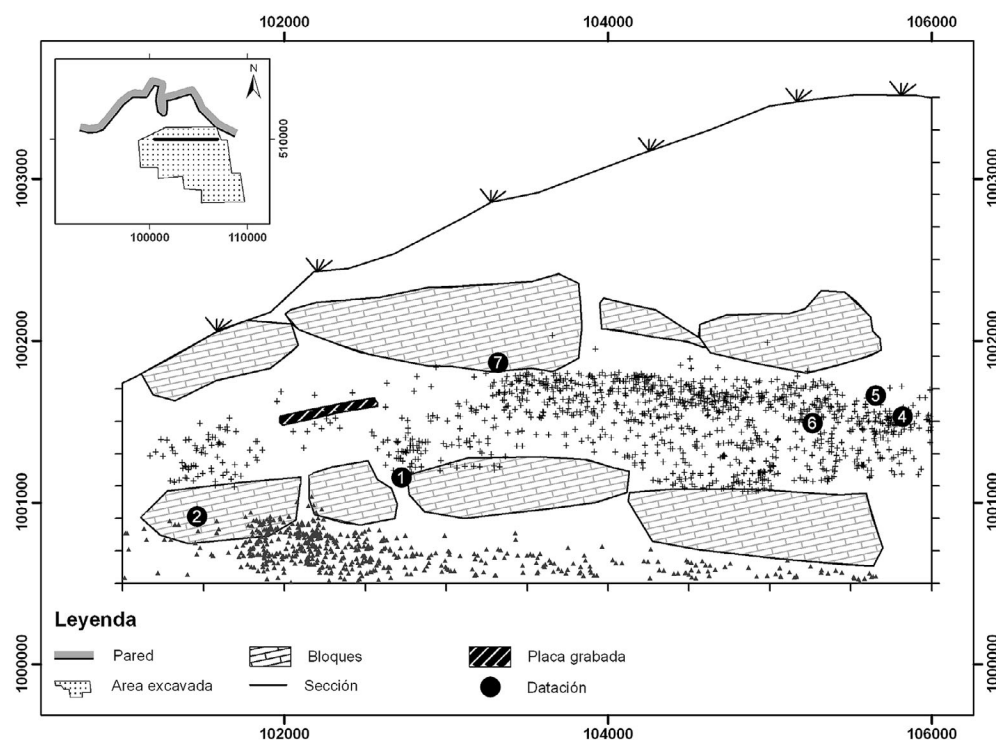 102000 104000 106000
N
510000
100000 110000
1003000 1003000
1002000 1002000
1001000 1001000
1000000 1000000
7
5
4
6
1
2
Leyenda
Pared Bloques Placa grabada
Area excavada Sección Datación
102000 104000 106000